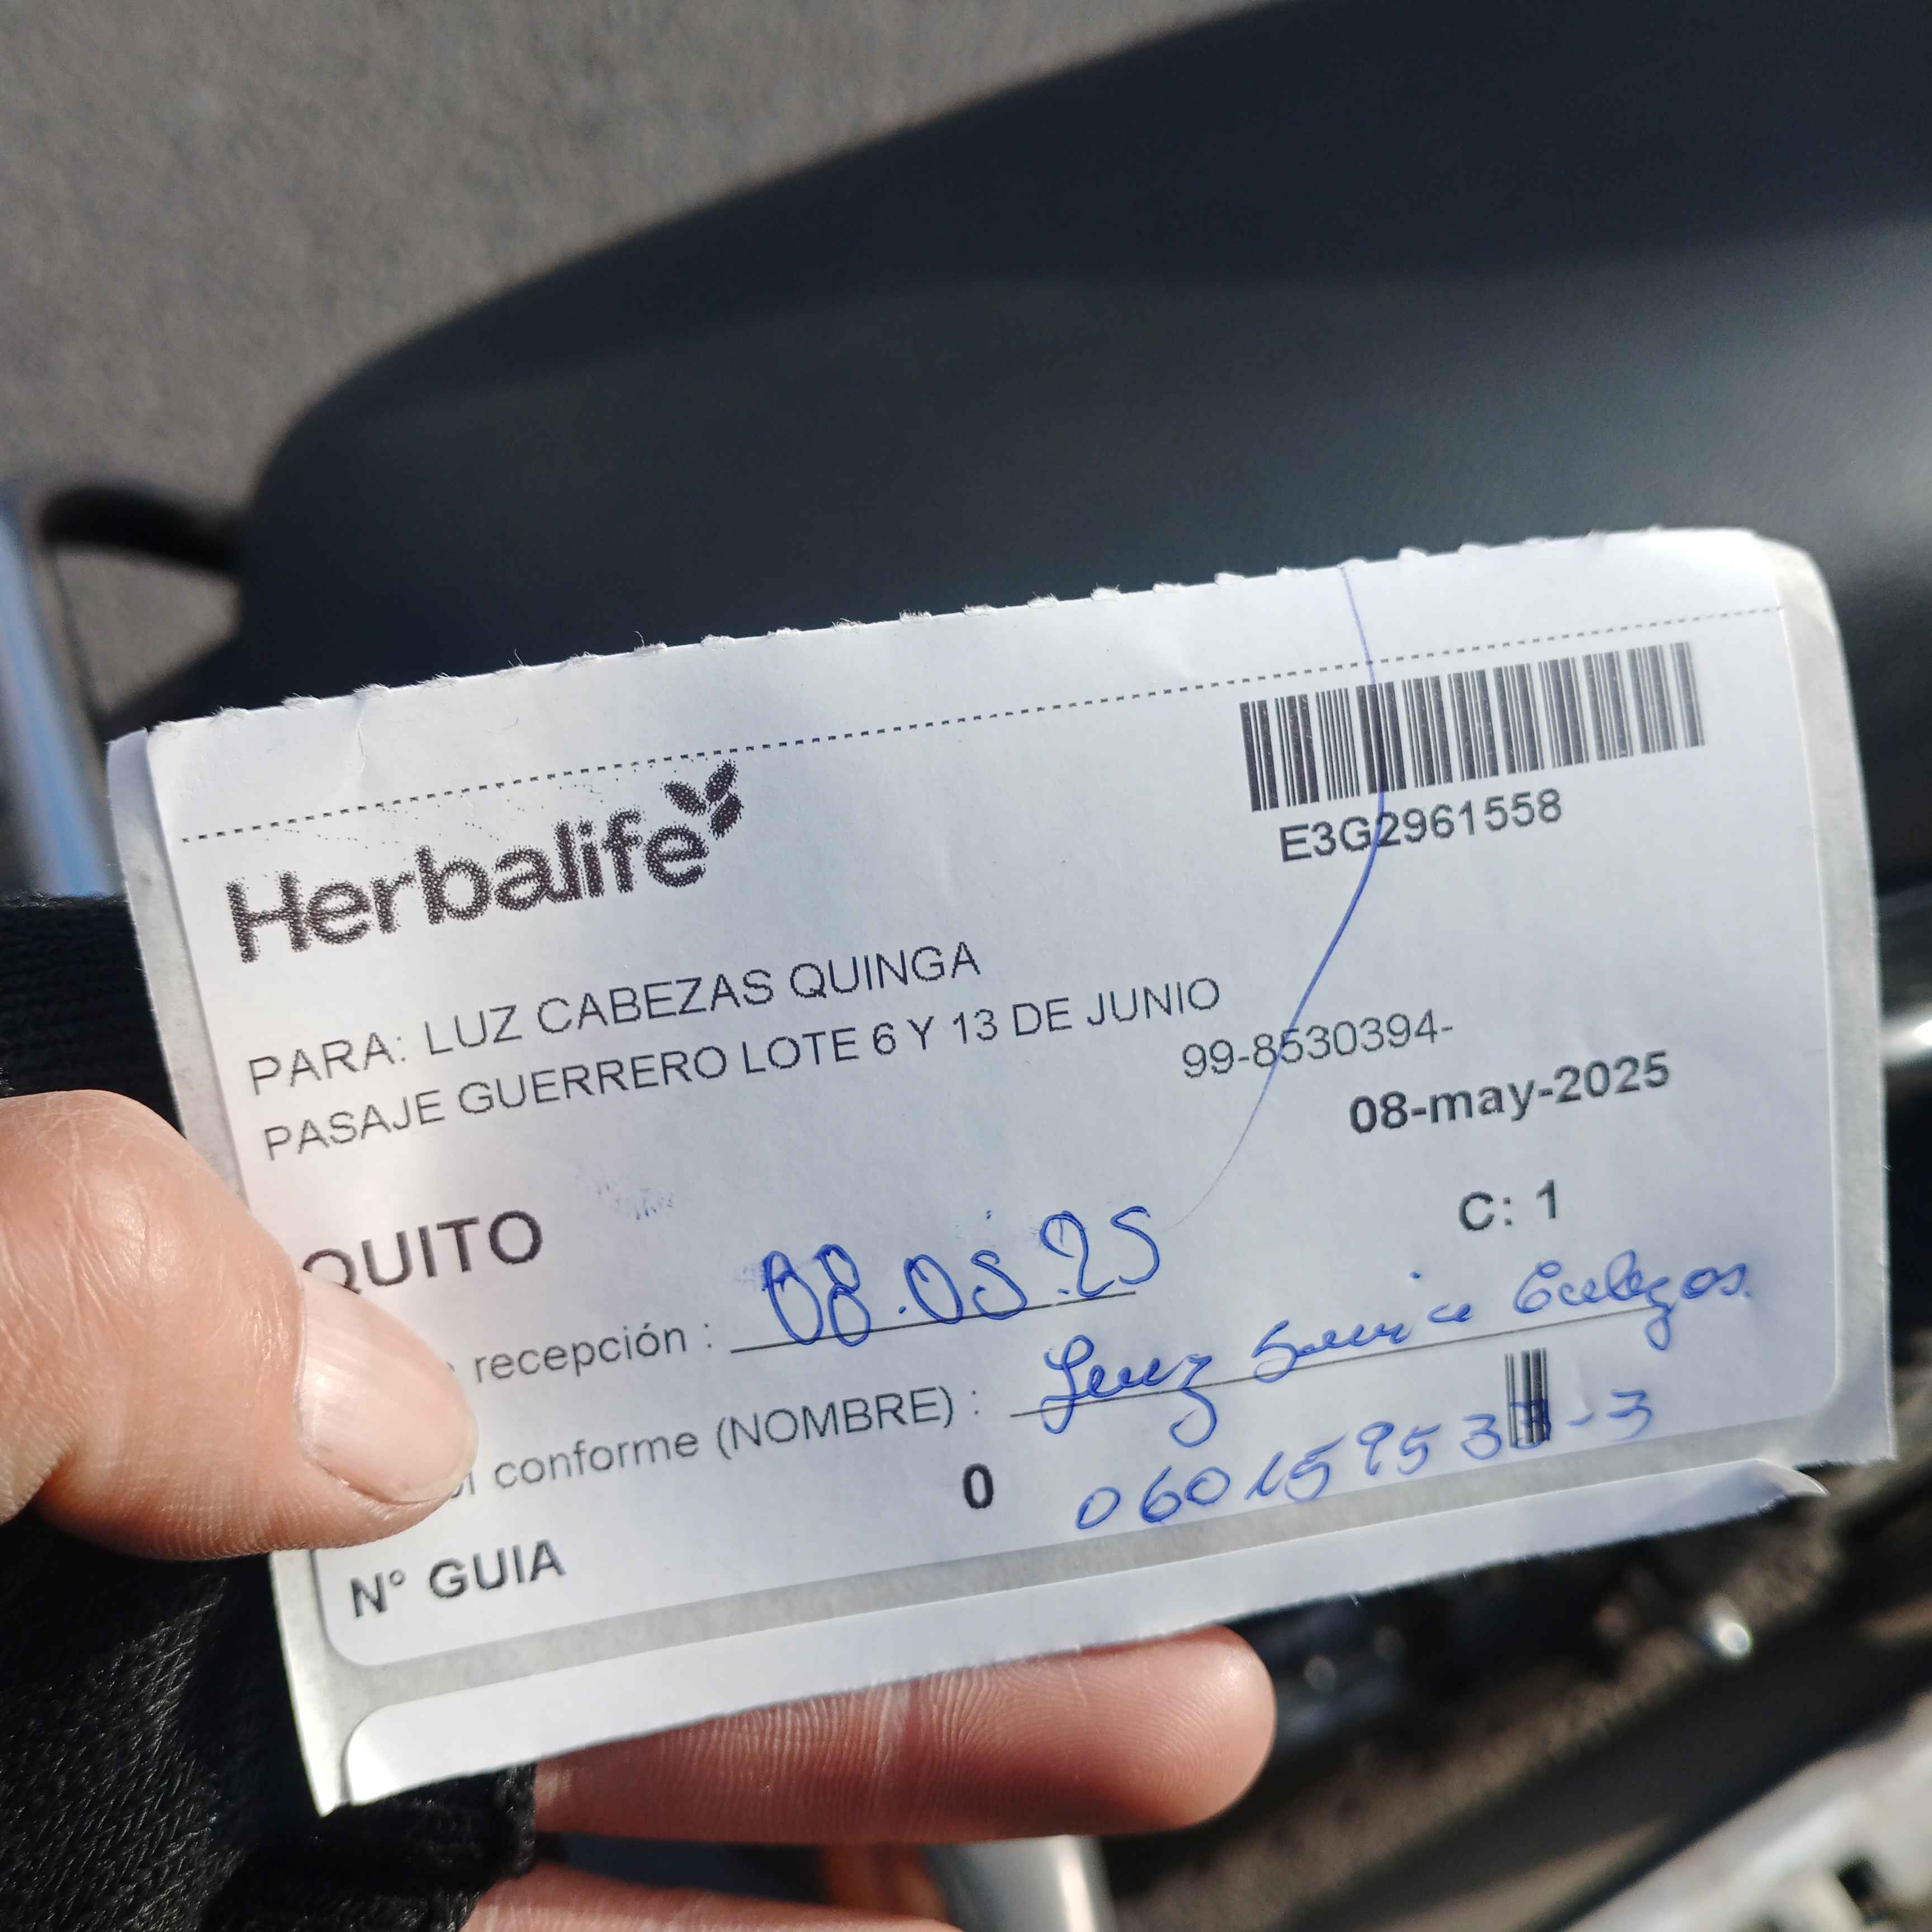 Herbalife
E3G2961558
PARA: LUZ CABEZAS QUINGA
PASAJE GUERRERO LOTE 6 Y 13 DE JUNIO
99-8530394-
08-may-2025
QUITO
C: 1
recepción : 08.05.25
conforme (NOMBRE) : Luz
0
N° GUIA